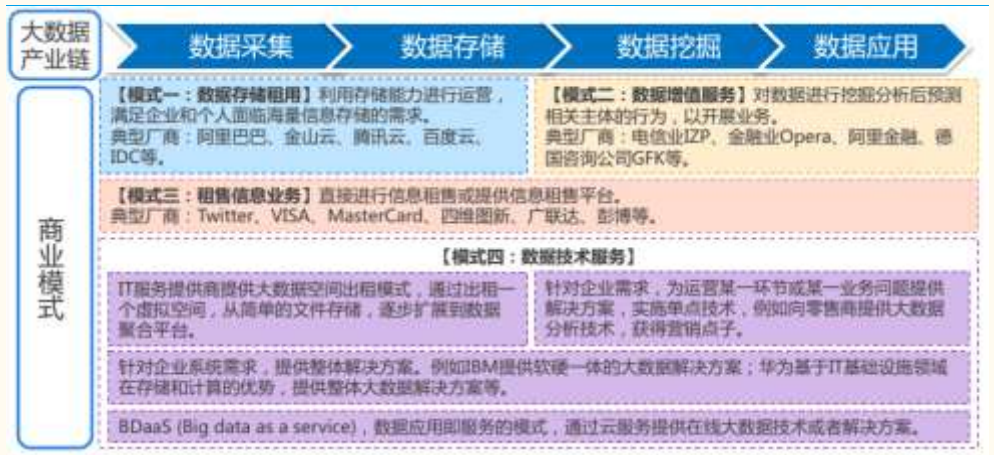 大数据
产业链
数据采集
数据存储
数据挖掘
数据应用
商业模式
【模式一：数据存储租用】利用存储能力进行运营，
满足企业和个人面临海量信息存储的需求。
典型厂商：阿里巴巴、金山云、腾讯云、百度云、
IDC等。
【模式二：数据增值服务】对数据进行挖掘分析后预测
相关主体的行为，以开展业务。
典型厂商：电信业IZP、金融业Opera、阿里金融、德
国咨询公司GFK等。
【模式三：租售信息业务】直接进行信息租售或提供信息租售平台。
典型厂商：Twitter、VISA、MasterCard、四维图新、广联达、彭博等。
【模式四：数据技术服务】
IT服务提供商提供大数据空间出租模式，通过出租一
个虚拟空间，从简单的文件存储，逐步扩展到数据
聚合平台。
针对企业需求，为运营某一环节或某一业务问题提供
解决方案，实施单点技术，例如向零售商提供大数据
分析技术，获得营销点子。
针对企业系统需求，提供整体解决方案。例如IBM提供软硬一体的大数据解决方案；华为基于IT基础设施领域
在存储和计算的优势，提供整体大数据解决方案等。
BDaaS (Big data as a service)，数据应用即服务的模式，通过云服务提供在线大数据技术或者解决方案。